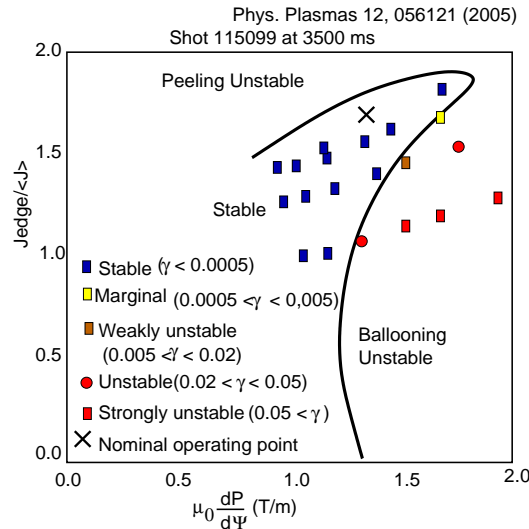 Phys. Plasmas 12, 056121 (2005)
Shot 115099 at 3500 ms
2.0
Peeling Unstable
1.5
Jedge/<J>
Stable
1.0
Stable (γ < 0.0005)
Marginal (0.0005 <γ < 0,005)
Weakly unstable
(0.005 <γ < 0.02)
Ballooning
Unstable
0.5
Unstable(0.02 < γ < 0.05)
Strongly unstable (0.05 < γ)
Nominal operating point
0.0
0.0 1.0 1.5 2.0
μ0 dP/dΨ (T/m)